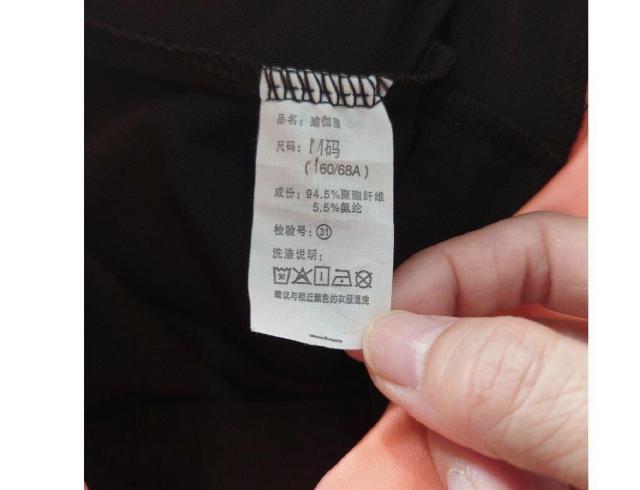 品名：瑜伽服
尺码：M码
(160/68A)
成份：94.5%聚酯纤维
5.5%氨纶
检验号：㉛
洗涤说明：
30
建议与相近颜色的衣服混洗